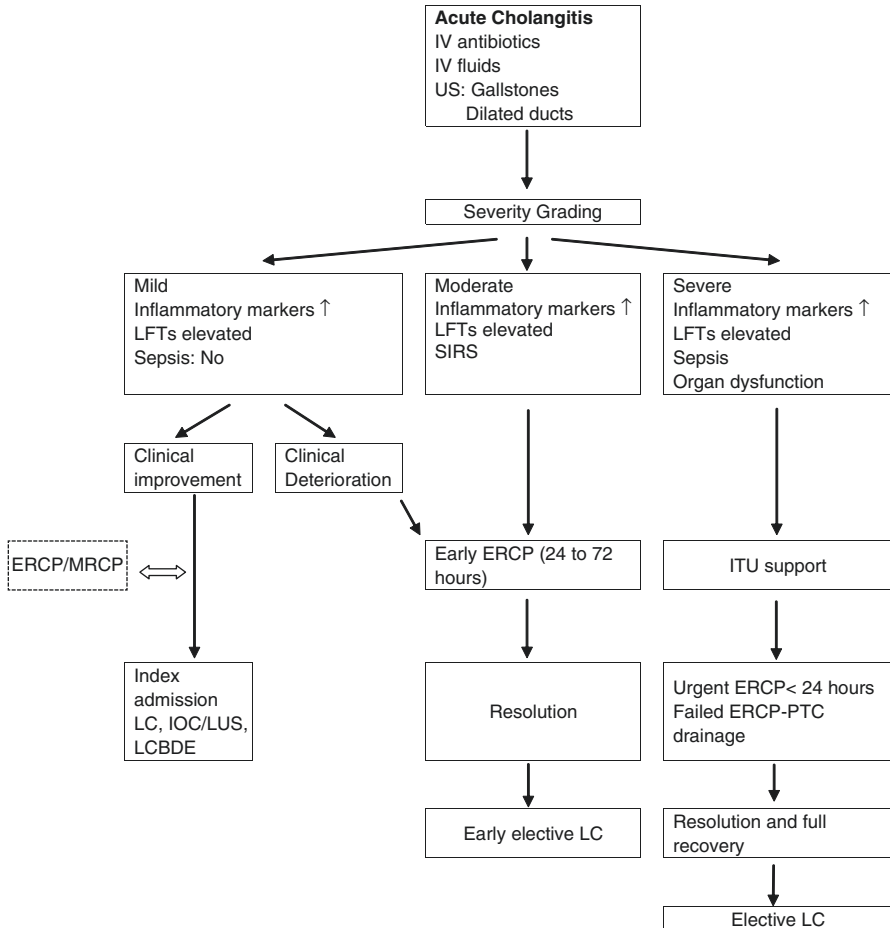 Acute Cholangitis
IV antibiotics
IV fluids
US: Gallstones
Dilated ducts
Severity Grading
Mild
Inflammatory markers ↑
LFTs elevated
Sepsis: No
Moderate
Inflammatory markers ↑
LFTs elevated
SIRS
Severe
Inflammatory markers ↑
LFTs elevated
Sepsis
Organ dysfunction
Clinical
improvement
Clinical
Deterioration
ERCP/MRCP
Early ERCP (24 to 72
hours)
ITU support
Index
admission
LC, IOC/LUS,
LCBDE
Resolution
Urgent ERCP< 24 hours
Failed ERCP-PTC
drainage
Early elective LC
Resolution and full
recovery
Elective LC